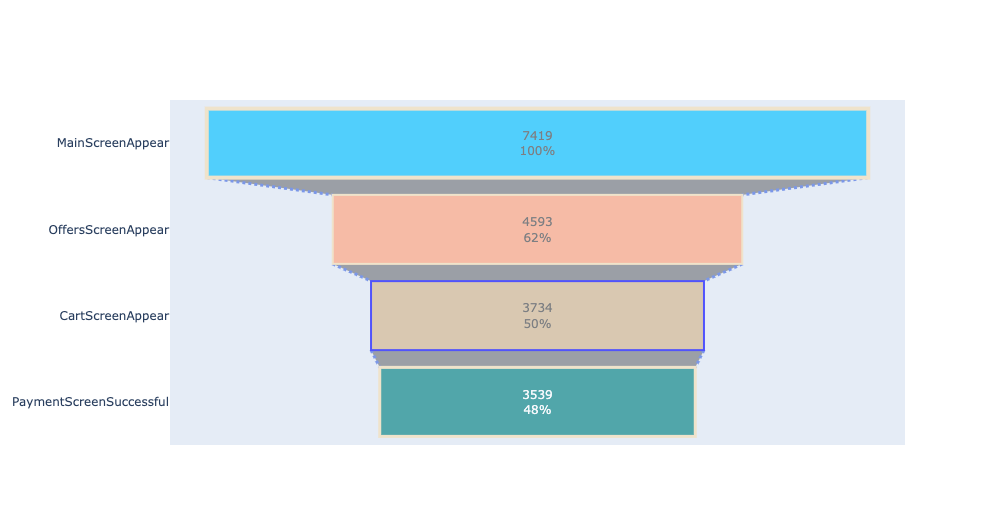 MainScreenAppear
7419
100%
OffersScreenAppear
4593
62%
CartScreenAppear
3734
50%
PaymentScreenSuccessful
3539
48%